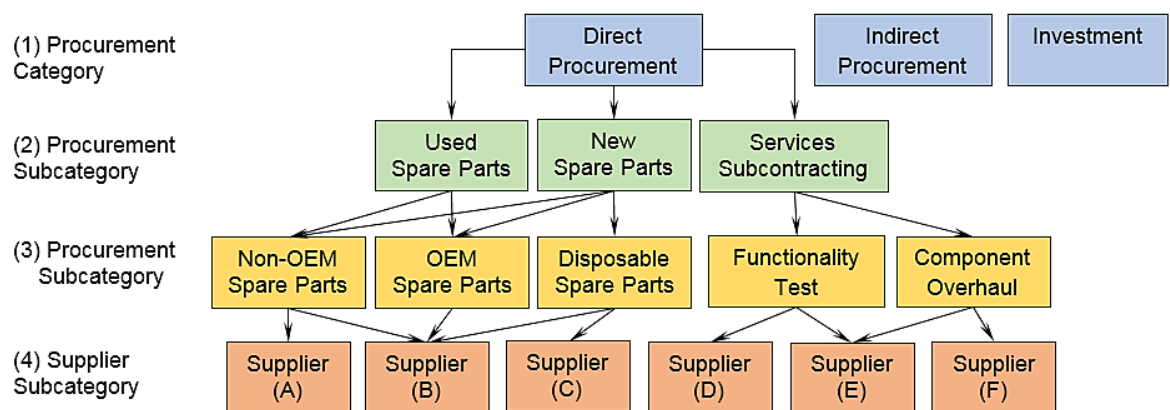 (1) Procurement
Category
Direct
Procurement
Indirect
Procurement
Investment
(2) Procurement
Subcategory
Used
Spare Parts
New
Spare Parts
Services
Subcontracting
(3) Procurement
Subcategory
Non-OEM
Spare Parts
OEM
Spare Parts
Disposable
Spare Parts
Functionality
Test
Component
Overhaul
(4) Supplier
Subcategory
Supplier
(A)
Supplier
(B)
Supplier
(C)
Supplier
(D)
Supplier
(E)
Supplier
(F)